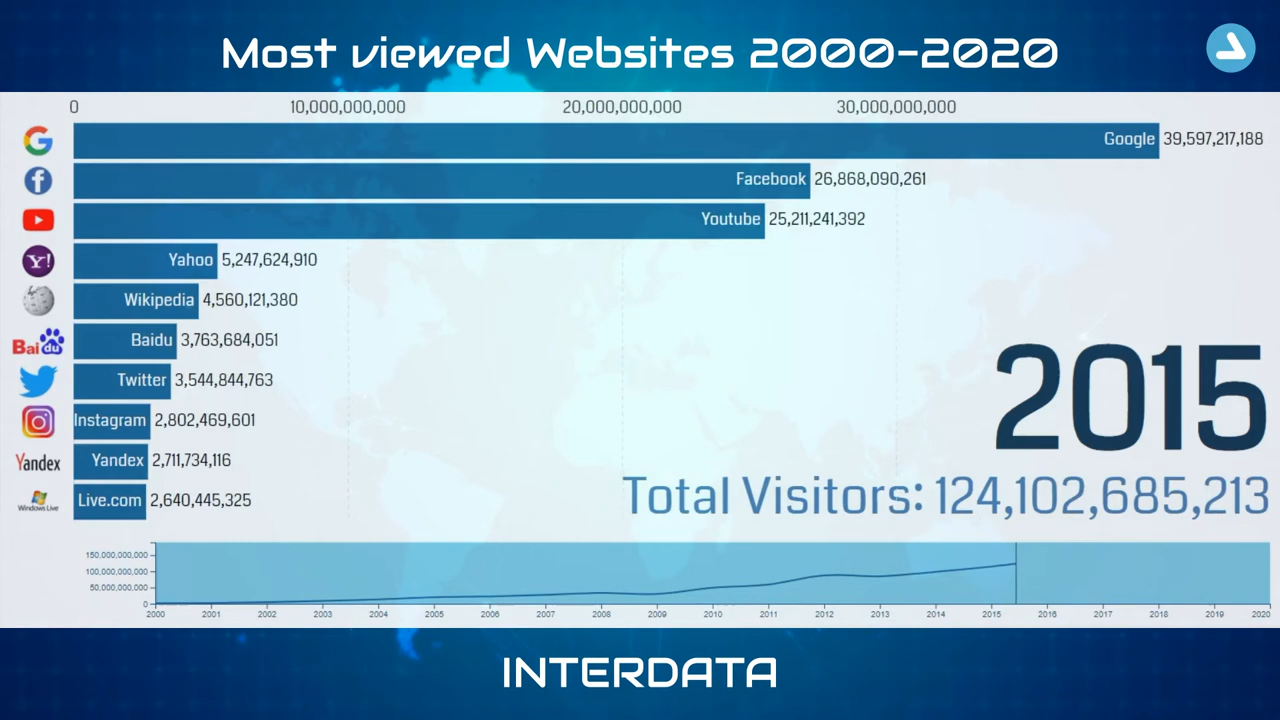 Most viewed Websites 2000-2020
0 10,000,000,000 20,000,000,000 30,000,000,000
Google 39,597,217,188
Facebook 26,868,090,261
Youtube 25,211,241,392
Y! Yahoo 5,247,624,910
Wikipedia 4,560,121,380
Bai du Baidu 3,763,684,051
Twitter 3,544,844,763
Instagram 2,802,469,601
Yandex Yandex 2,711,734,116
Windows Live Live.com 2,640,445,325
2015
Total Visitors: 124,102,685,213
150,000,000,000
100,000,000,000
50,000,000,000
0
2000 2001 2002 2003 2004 2005 2006 2007 2008 2009 2010 2011 2012 2013 2014 2015 2016 2017 2018 2019 2020
INTERDATA